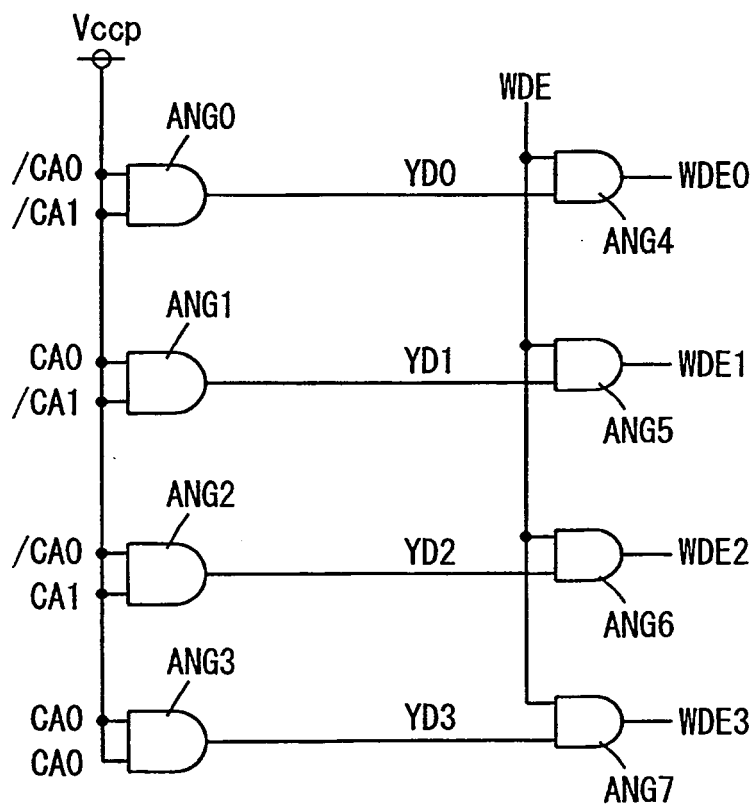 Vccp
WDE
ANG0
/CA0
/CA1
YD0
WDE0
ANG4
ANG1
CA0
/CA1
YD1
WDE1
ANG5
ANG2
/CA0
CA1
YD2
WDE2
ANG6
ANG3
CA0
CA0
YD3
WDE3
ANG7